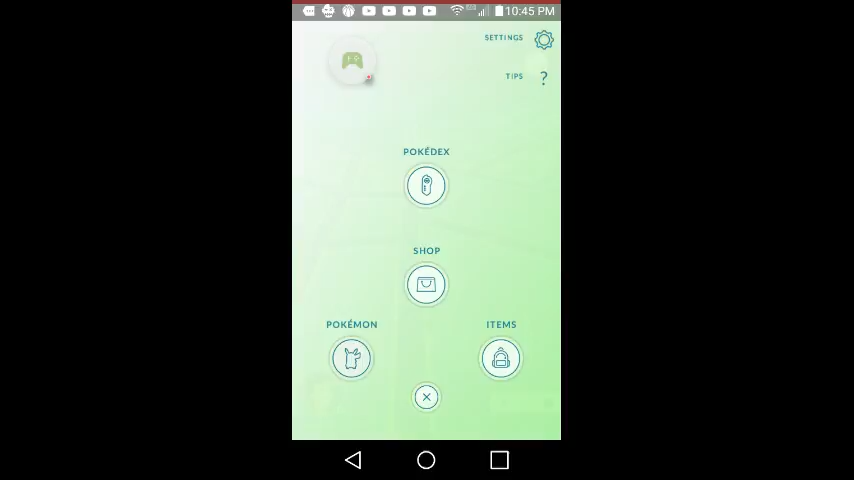 10:45 PM
SETTINGS
TIPS ?
POKÉDEX
SHOP
POKÉMON
ITEMS